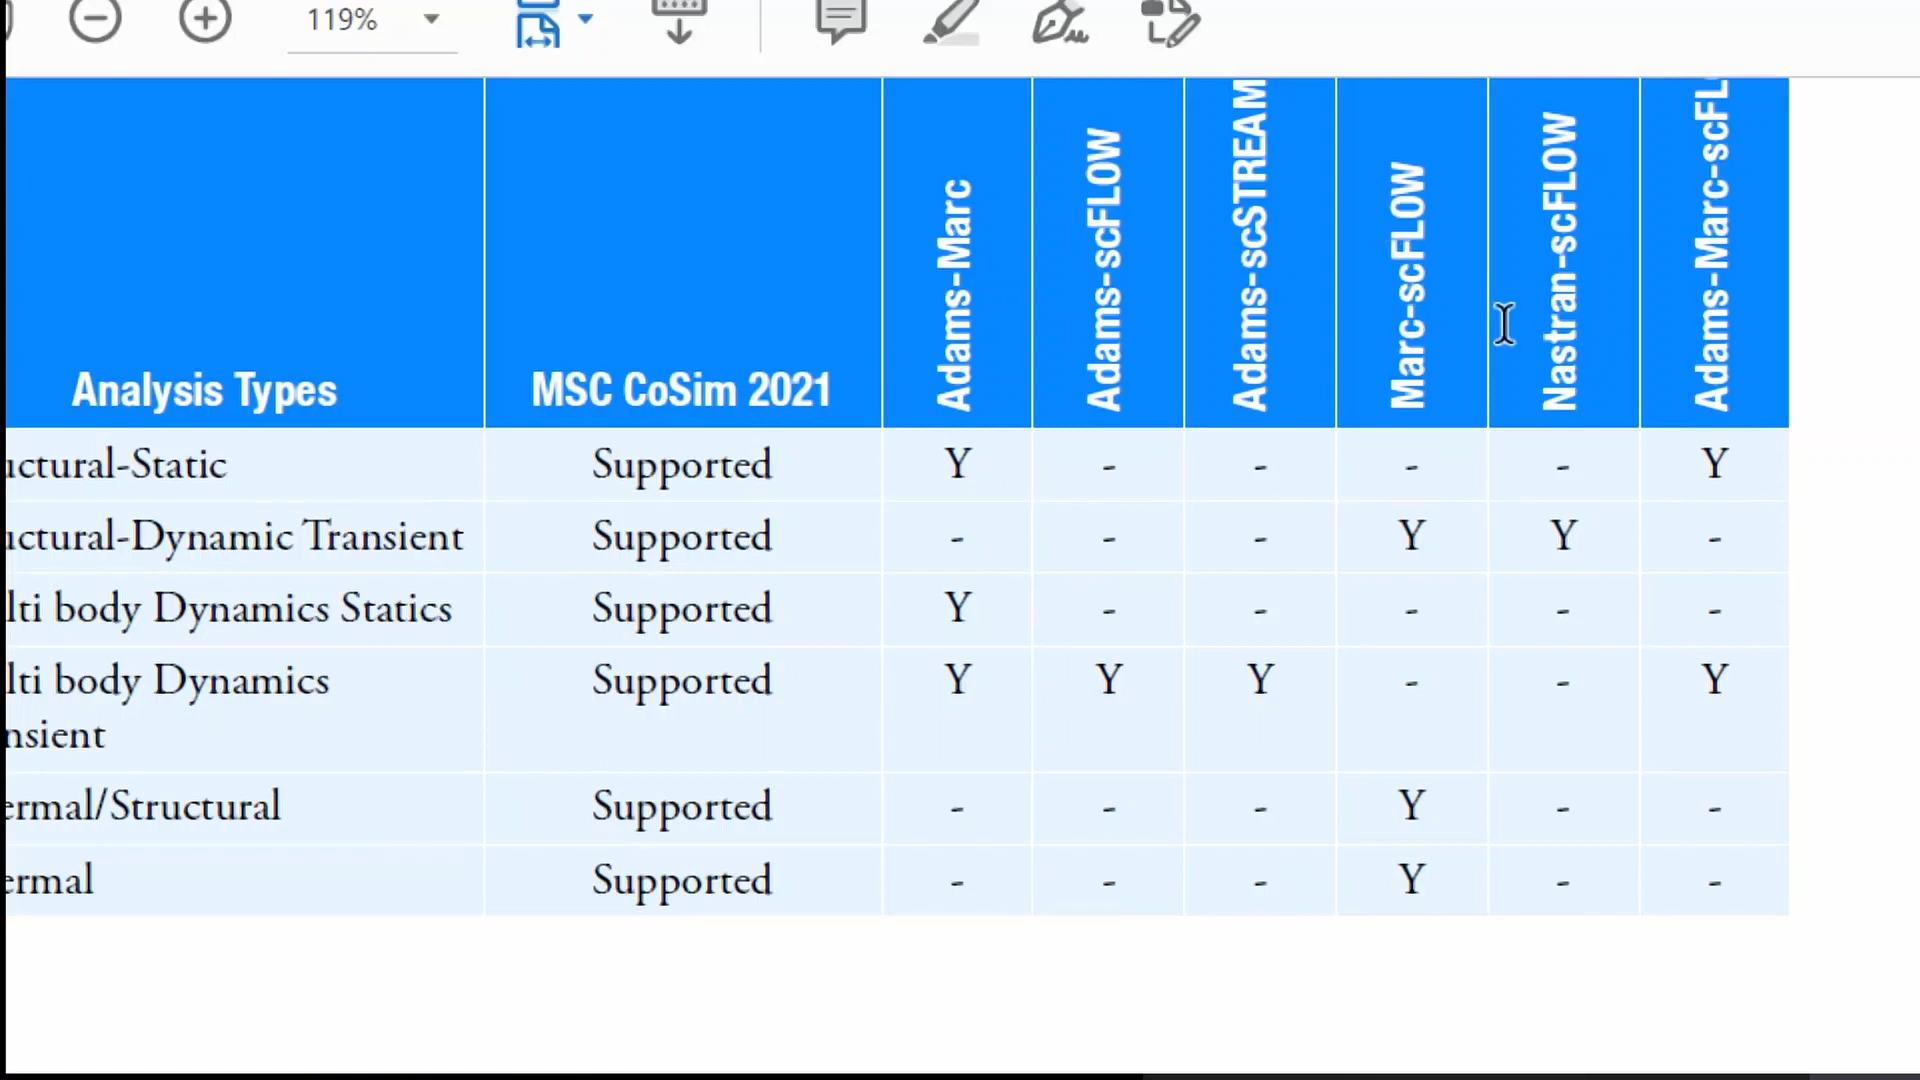 119%
Analysis Types MSC CoSim 2021 Adams-Marc Adams-scFLOW Adams-scSTREAM Marc-scFLOW Nastran-scFLOW Adams-Marc-scFL
uctural-Static Supported Y - - - - Y
uctural-Dynamic Transient Supported - - - Y Y -
lti body Dynamics Statics Supported Y - - - - -
lti body Dynamics Supported Y Y Y - - Y
nsient
ermal/Structural Supported - - - Y - -
ermal Supported - - - Y - -